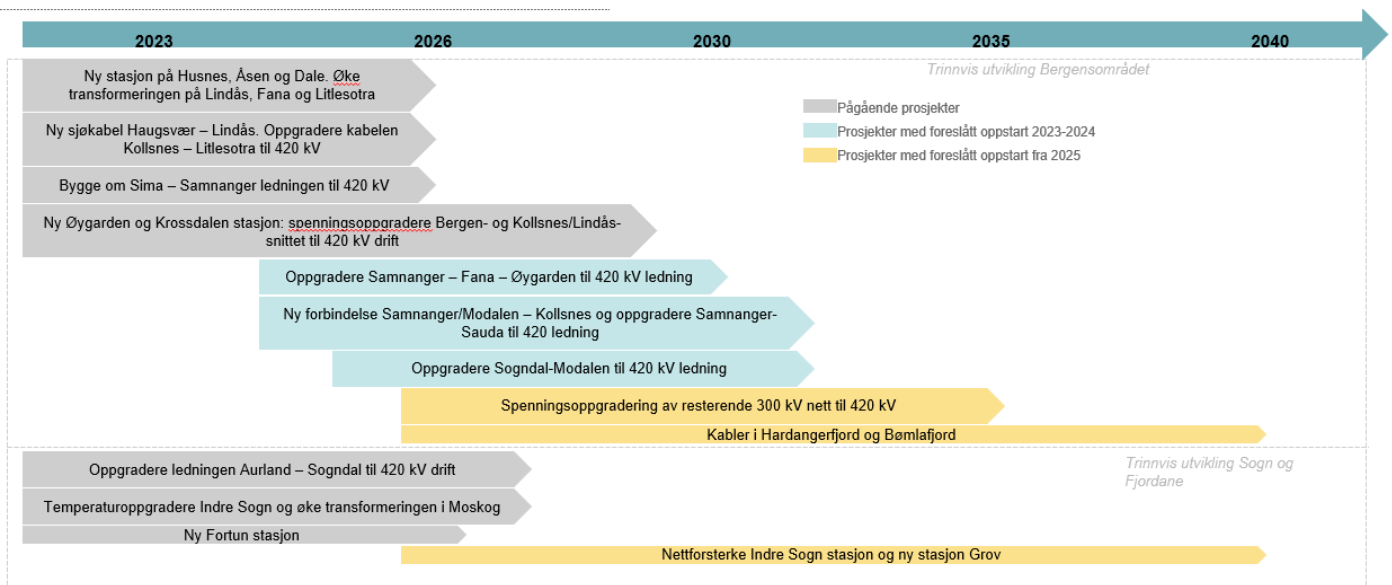 2023 2026 2030 2035 2040
Trinnvis utvikling Bergensområdet
Ny stasjon på Husnes, Åsen og Dale. Øke
transformeringen på Lindås, Fana og Litlesotra
Pågående prosjekter
Prosjekter med foreslått oppstart 2023-2024
Prosjekter med foreslått oppstart fra 2025
Ny sjøkabel Haugsvær – Lindås. Oppgradere kabelen
Kollsnes – Litlesotra til 420 kV
Bygge om Sima – Samnanger ledningen til 420 kV
Ny Øygarden og Krossdalen stasjon: spenningsoppgradere Bergen- og Kollsnes/Lindås-
snittet til 420 kV drift
Oppgradere Samnanger – Fana – Øygarden til 420 kV ledning
Ny forbindelse Samnanger/Modalen – Kollsnes og oppgradere Samnanger-
Sauda til 420 ledning
Oppgradere Sogndal-Modalen til 420 kV ledning
Spenningsoppgradering av resterende 300 kV nett til 420 kV
Kabler i Hardangerfjord og Bømlafjord
Trinnvis utvikling Sogn og
Fjordane
Oppgradere ledningen Aurland – Sogndal til 420 kV drift
Temperaturoppgradere Indre Sogn og øke transformeringen i Moskog
Ny Fortun stasjon
Nettforsterke Indre Sogn stasjon og ny stasjon Grov